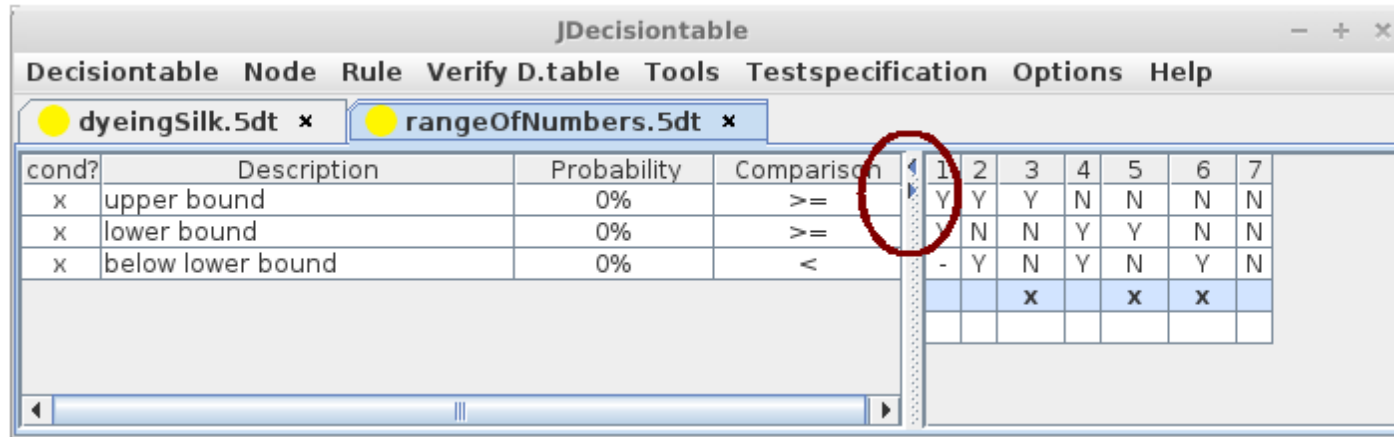 JDecisiontable
Decisiontable Node Rule Verify D.table Tools Testspecification Options Help
dyeingSilk.5dt × rangeOfNumbers.5dt ×
cond? Description Probability Comparison 1 2 3 4 5 6 7
x upper bound 0% >= Y Y Y N N N N
x lower bound 0% >= Y N N Y Y N N
x below lower bound 0% < - Y N Y N Y N
x x x